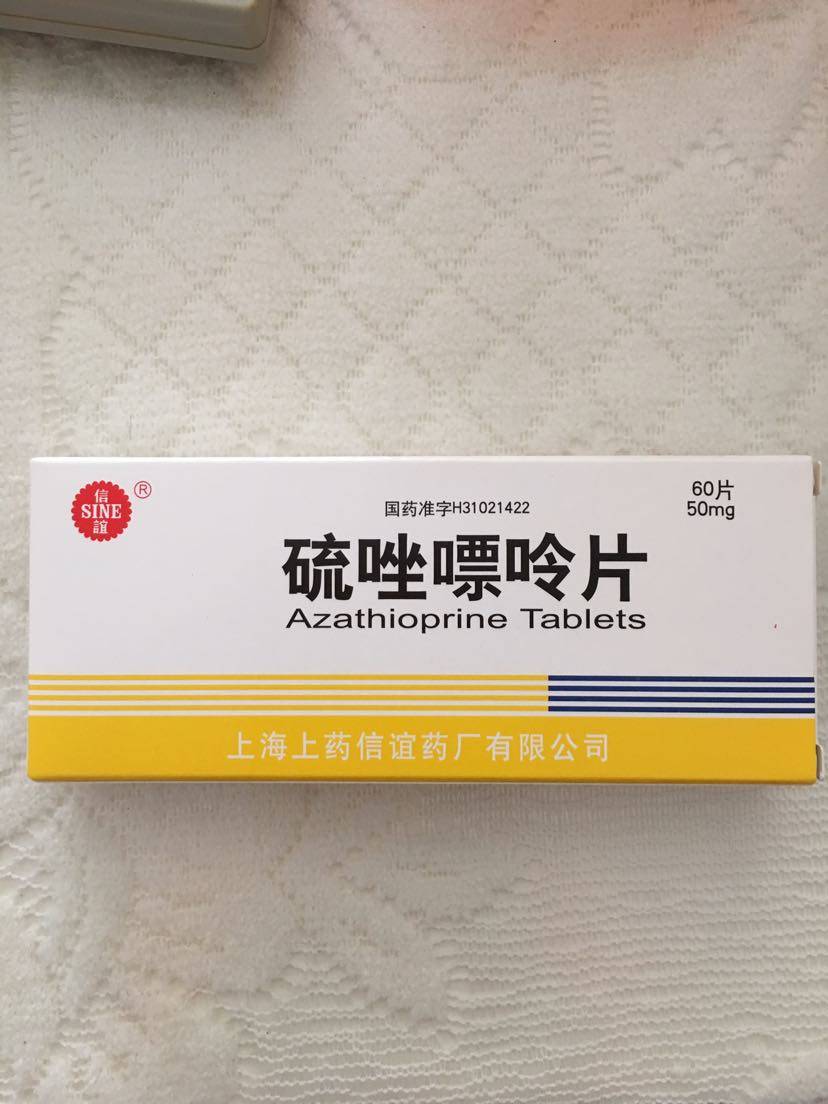 信
SINE
誼
®
国药准字H31021422
60片
50mg
硫唑嘌呤片
Azathioprine Tablets
上海上药信谊药厂有限公司